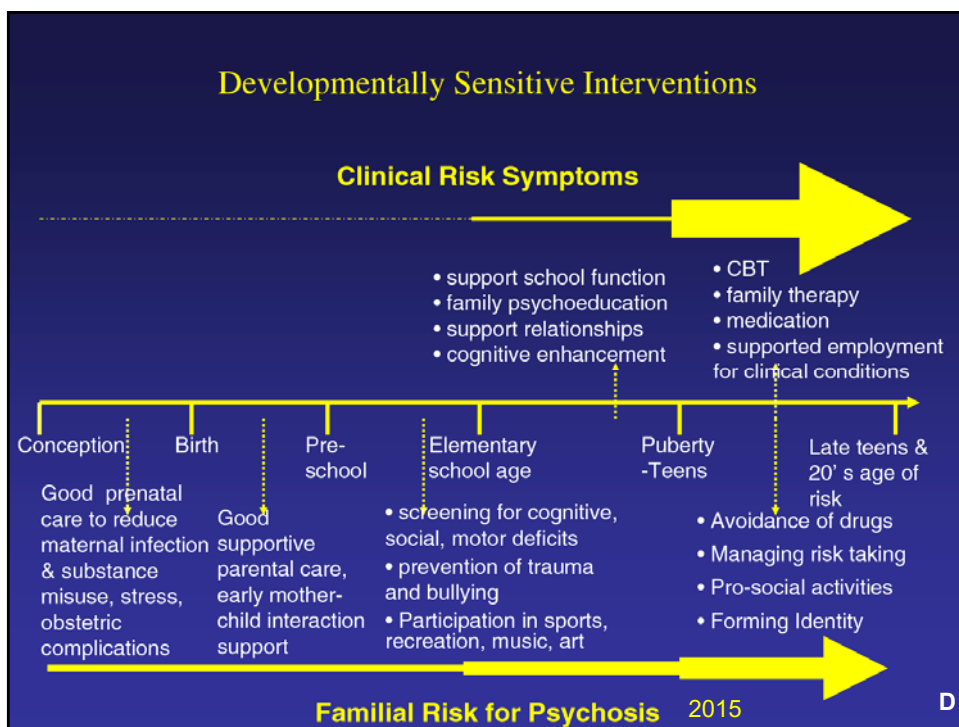 Developmentally Sensitive Interventions
Clinical Risk Symptoms
• support school function
• family psychoeducation
• support relationships
• cognitive enhancement
• CBT
• family therapy
• medication
• supported employment
for clinical conditions
Conception
Birth
Pre-
school
Elementary
school age
Puberty
-Teens
Late teens &
20' s age of
risk
Good prenatal
care to reduce
maternal infection
& substance
misuse, stress,
obstetric
complications
Good
supportive
parental care,
early mother-
child interaction
support
• screening for cognitive,
social, motor deficits
• prevention of trauma
and bullying
• Participation in sports,
recreation, music, art
• Avoidance of drugs
• Managing risk taking
• Pro-social activities
• Forming Identity
Familial Risk for Psychosis
2015
D